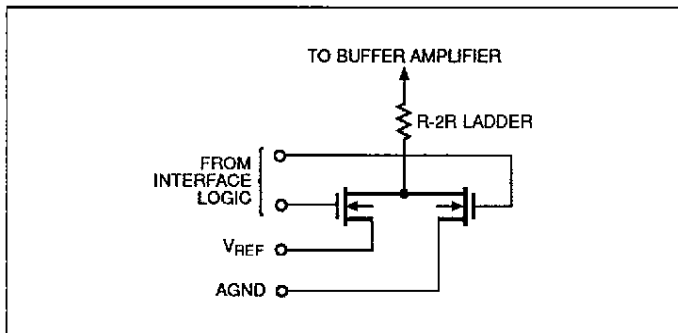 TO BUFFER AMPLIFIER
R-2R LADDER
FROM
INTERFACE
LOGIC
VREF
AGND